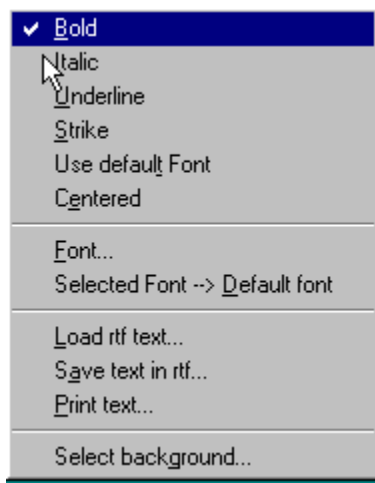 Bold
Italic
Underline
Strike
Use default Font
Centered
Font...
Selected Font --> Default font
Load rtf text...
Save text in rtf...
Print text...
Select background...